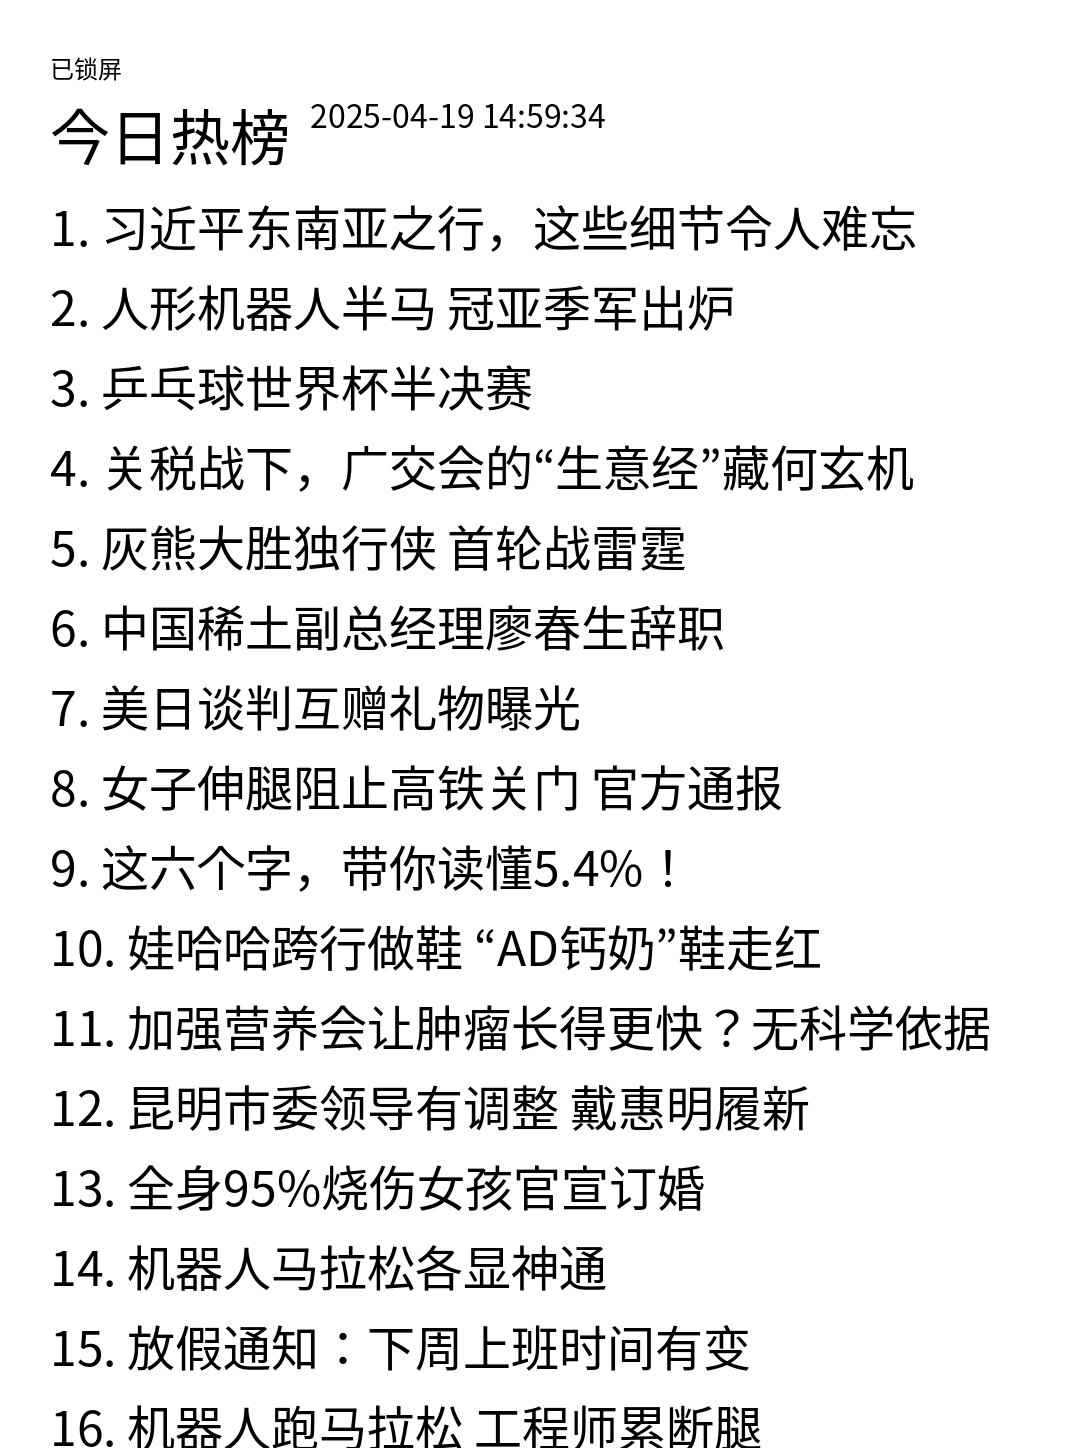 已锁屏
今日热榜 2025-04-19 14:59:34
1. 习近平东南亚之行，这些细节令人难忘
2. 人形机器人半马 冠亚季军出炉
3. 乒乓球世界杯半决赛
4. 关税战下，广交会的“生意经”藏何玄机
5. 灰熊大胜独行侠 首轮战雷霆
6. 中国稀土副总经理廖春生辞职
7. 美日谈判互赠礼物曝光
8. 女子伸腿阻止高铁关门 官方通报
9. 这六个字，带你读懂5.4%！
10. 娃哈哈跨行做鞋 “AD钙奶”鞋走红
11. 加强营养会让肿瘤长得更快？无科学依据
12. 昆明市委领导有调整 戴惠明履新
13. 全身95%烧伤女孩官宣订婚
14. 机器人马拉松各显神通
15. 放假通知：下周上班时间有变
16. 机器人跑马拉松 工程师累断腿